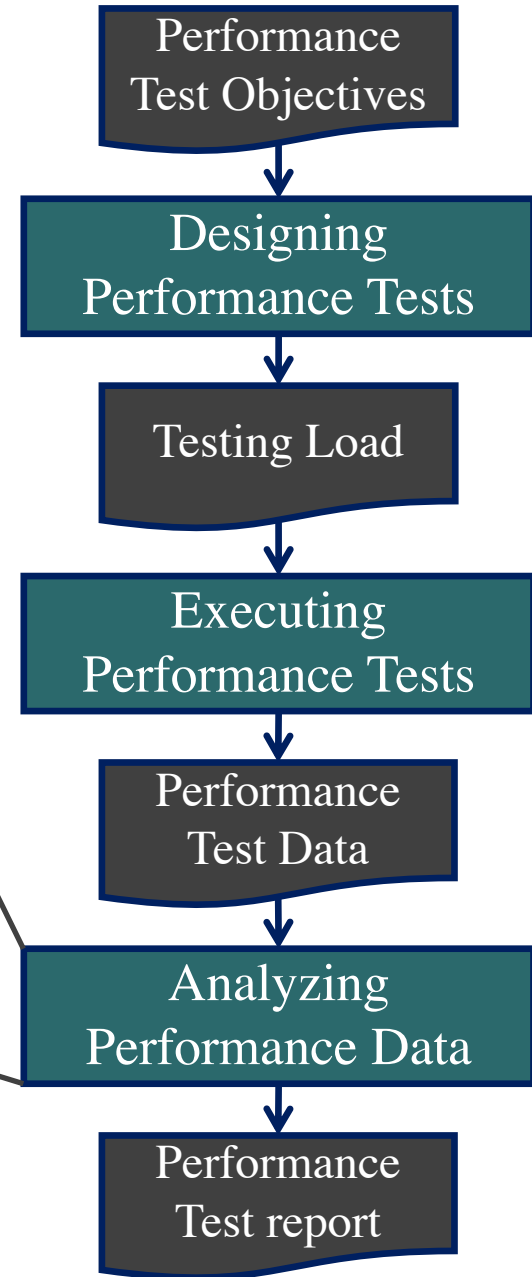 Performance
Test Objectives
Designing
Performance Tests
Testing Load
Executing
Performance Tests
Performance
Test Data
Analyzing
Performance Data
Performance
Test report